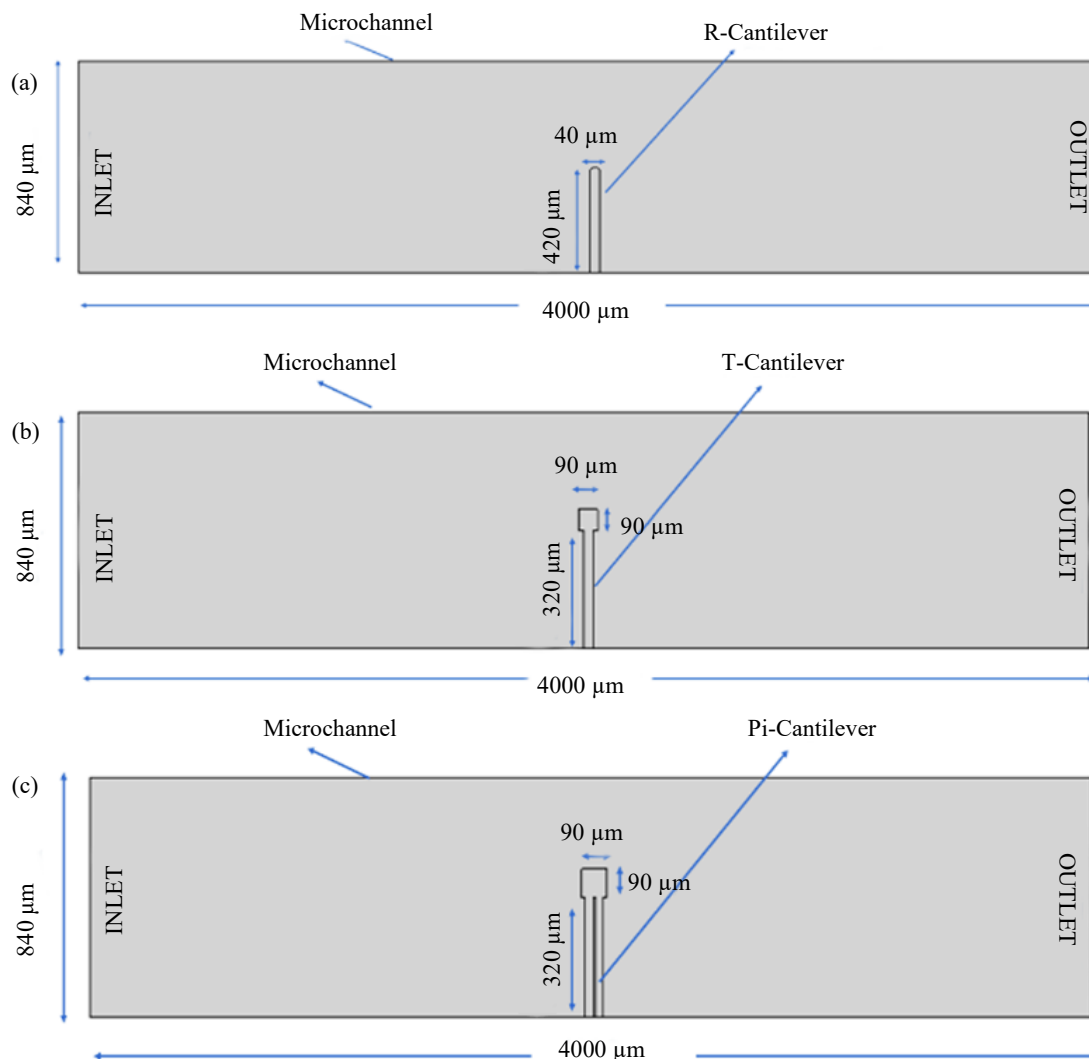 Microchannel
R-Cantilever
(a)
840 µm
INLET
40 µm
420 µm
OUTLET
4000 µm
Microchannel
T-Cantilever
(b)
840 µm
INLET
90 µm
90 µm
320 µm
OUTLET
4000 µm
Microchannel
Pi-Cantilever
(c)
840 µm
INLET
90 µm
90 µm
320 µm
OUTLET
4000 µm